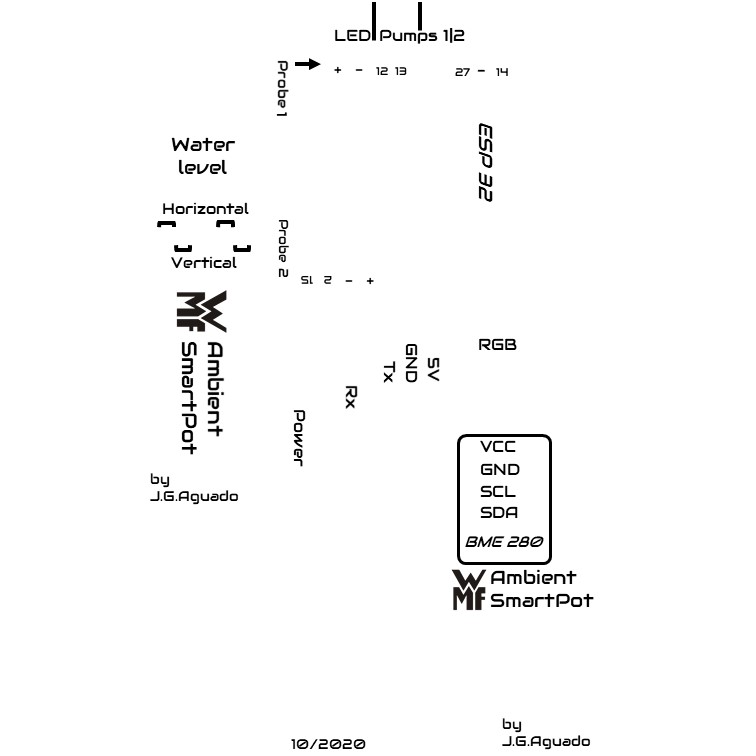 LED Pumps 1|2
Probe 1
+ - 12 13
27 - 14
ESP 32
Water
level
Horizontal
Vertical
Probe 2
15 2 - +
WMF
Ambient
SmartPot
by
J.G.Aguado
Power
Rx
Tx
GND
5V
RGB
VCC
GND
SCL
SDA
BME 280
WMF
Ambient
SmartPot
by
J.G.Aguado
10/2020